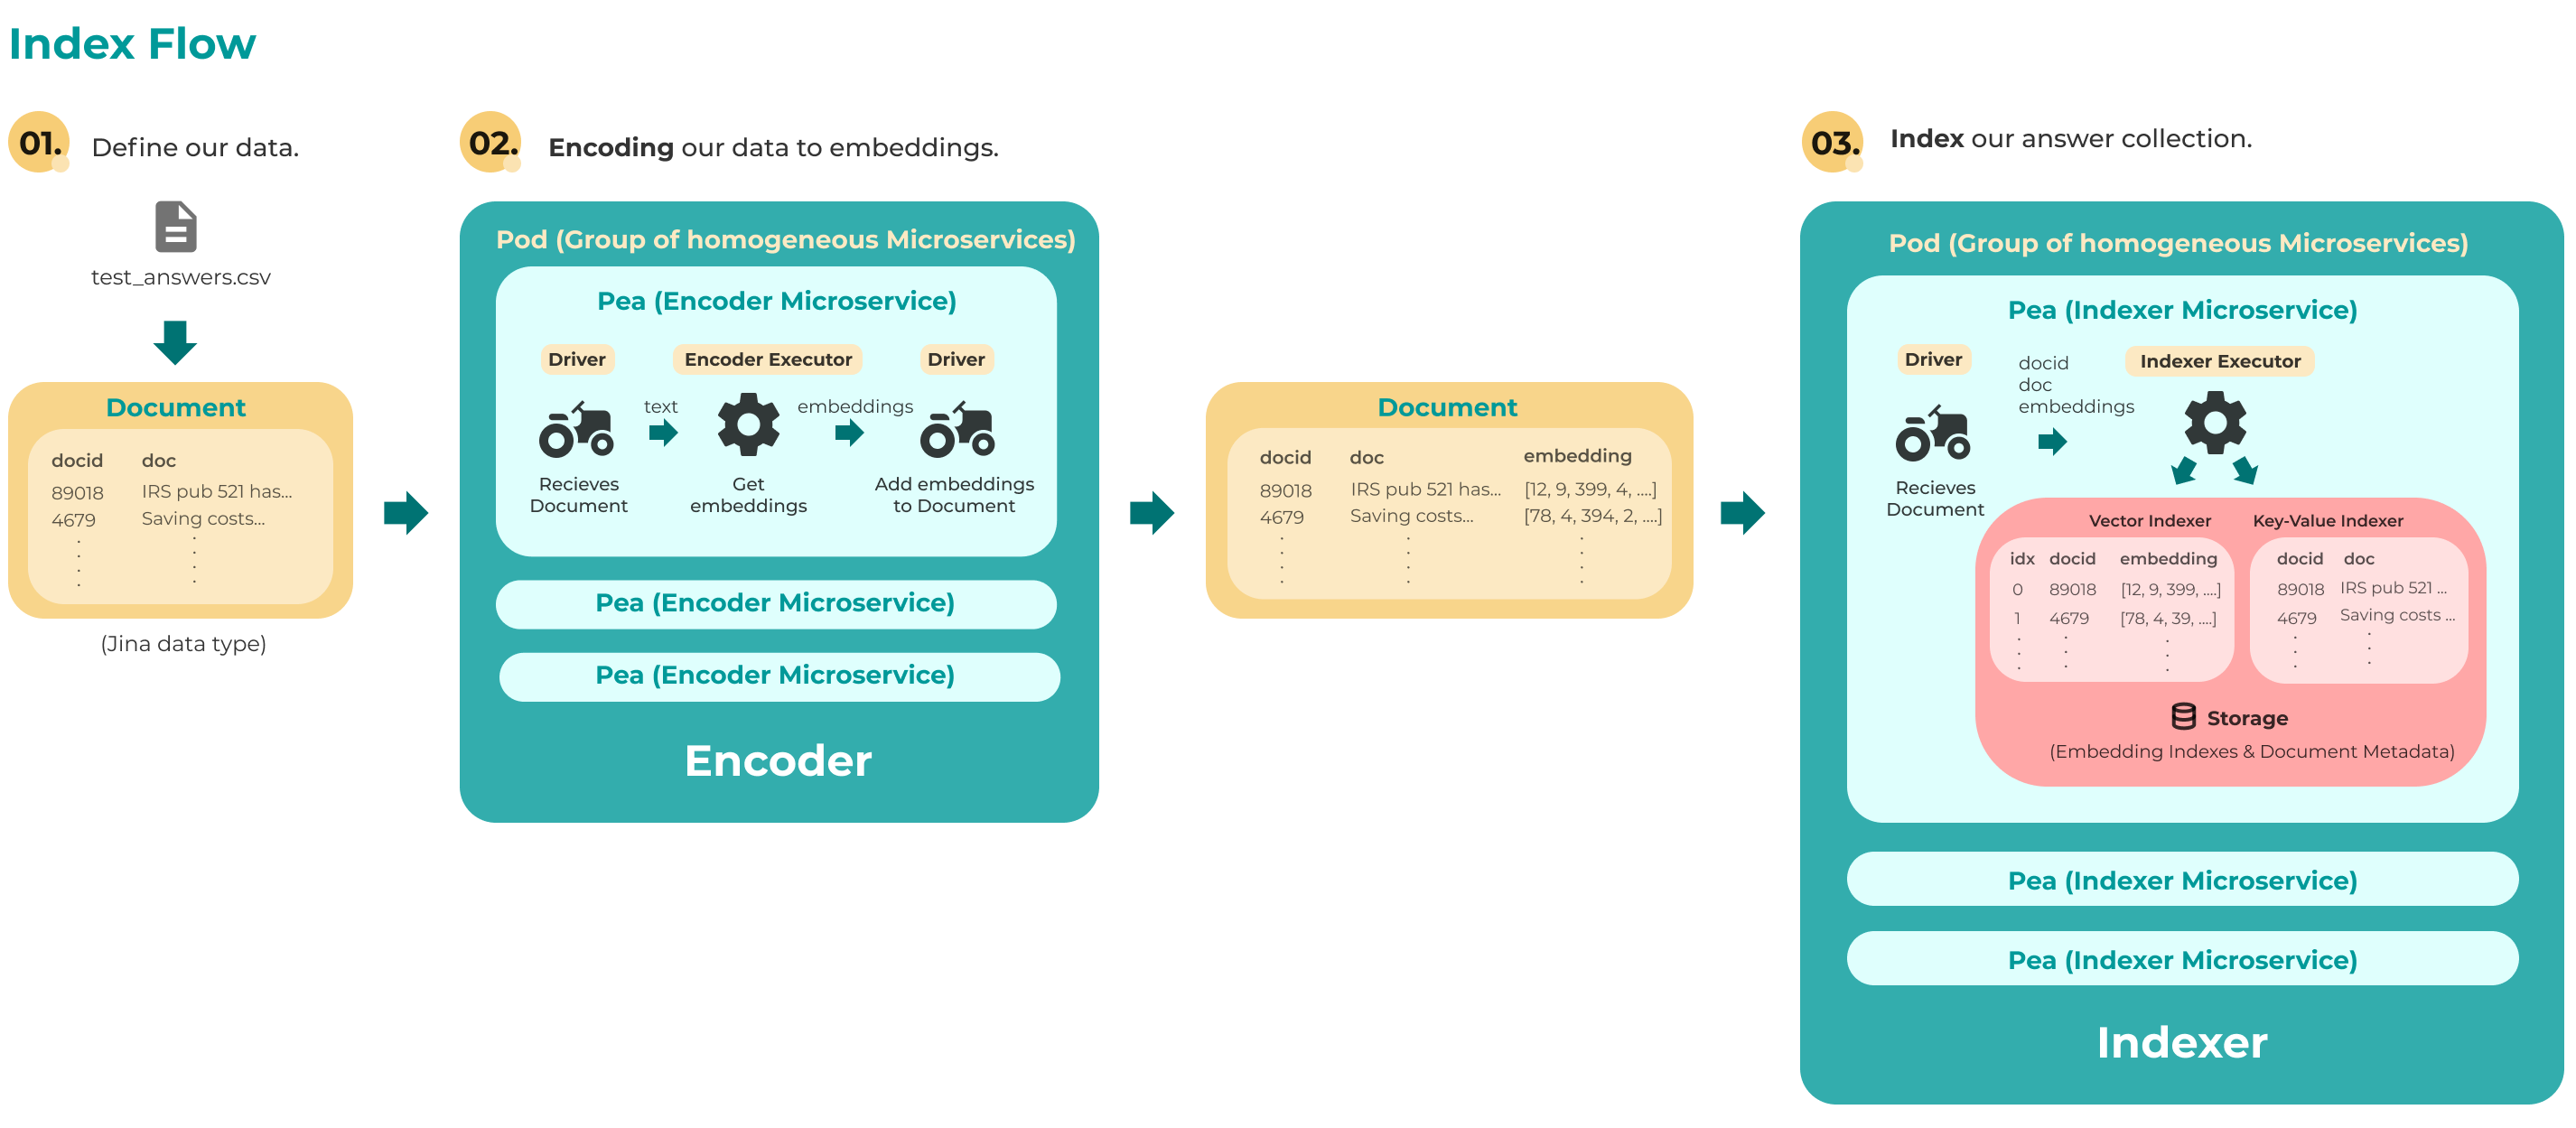 Index Flow
01. Define our data.
test_answers.csv
Document
docid doc
89018 IRS pub 521 has...
4679 Saving costs...
(Jina data type)
02. Encoding our data to embeddings.
Pod (Group of homogeneous Microservices)
Pea (Encoder Microservice)
Driver Encoder Executor Driver
text embeddings
Recieves Get Add embeddings
Document embeddings to Document
Pea (Encoder Microservice)
Pea (Encoder Microservice)
Encoder
Document
docid doc embedding
89018 IRS pub 521 has... [12, 9, 399, 4, ....]
4679 Saving costs... [78, 4, 394, 2, ....]
03. Index our answer collection.
Pod (Group of homogeneous Microservices)
Pea (Indexer Microservice)
Driver
docid
doc
embeddings
Indexer Executor
Recieves
Document
Vector Indexer Key-Value Indexer
idx docid embedding docid doc
0 89018 [12, 9, 399, ....] 89018 IRS pub 521 ...
1 4679 [78, 4, 39, ....] 4679 Saving costs ...
Storage
(Embedding Indexes & Document Metadata)
Pea (Indexer Microservice)
Pea (Indexer Microservice)
Indexer